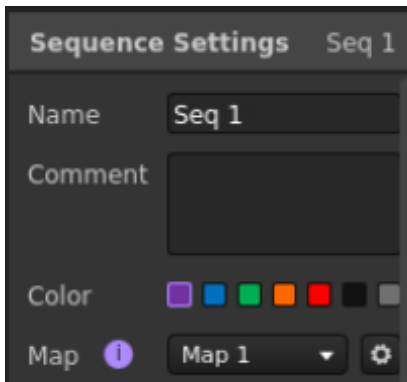 Sequence Settings Seq 1
Name Seq 1
Comment
Color
Map i Map 1